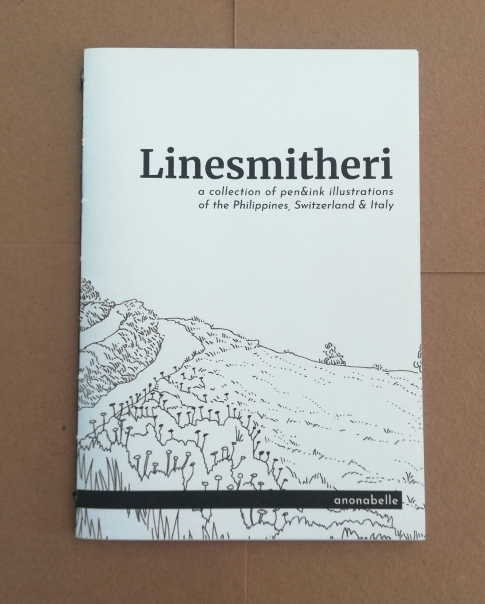 Linesmitheri
a collection of pen&ink illustrations
of the Philippines, Switzerland & Italy
anonabelle